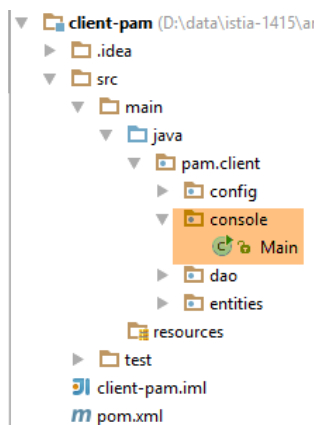 client-pam (D:\data\istia-1415\ar
.idea
src
main
java
pam.client
config
console
Main
dao
entities
resources
test
client-pam.iml
m pom.xml